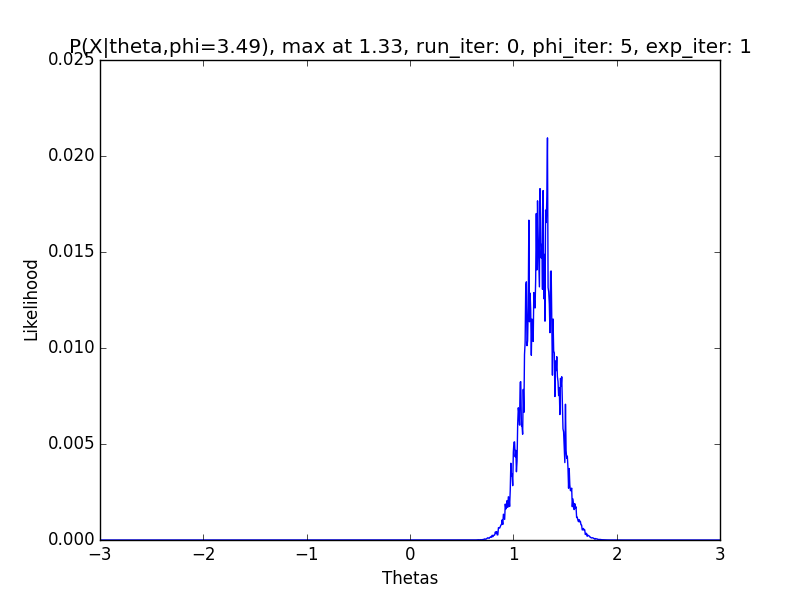 P(X|theta,phi=3.49), max at 1.33, run_iter: 0, phi_iter: 5, exp_iter: 1
0.025
0.020
0.015
0.010
0.005
0.000
Likelihood
−3 −2 −1 0 1 2 3
Thetas